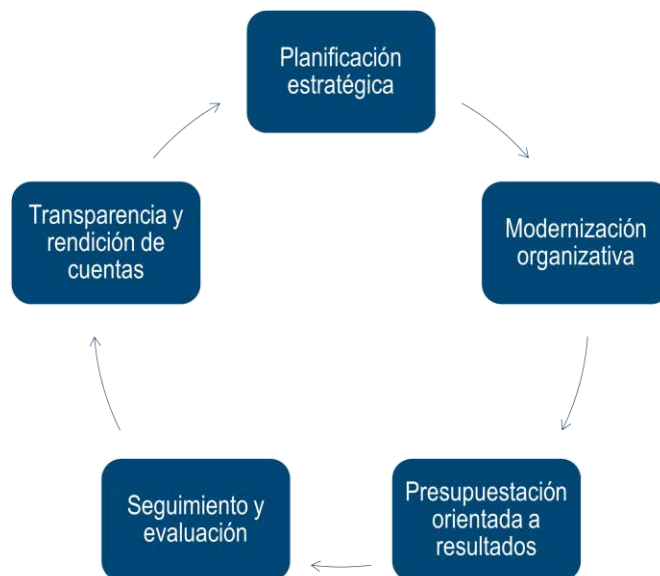 Planificación
estratégica
Modernización
organizativa
Presupuestación
orientada a
resultados
Seguimiento y
evaluación
Transparencia y
rendición de
cuentas